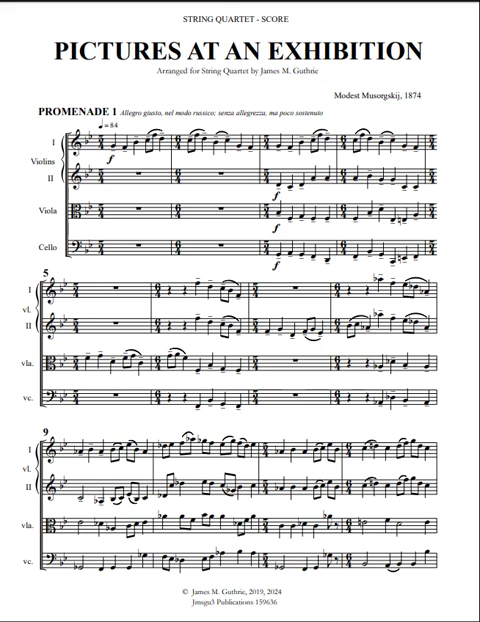 STRING QUARTET - SCORE
PICTURES AT AN EXHIBITION
Arranged for String Quartet by James M. Guthrie
Modest Musorgskij, 1874
PROMENADE 1 Allegro giusto, nel modo russico; senza allegrezza, ma poco sostenuto
♩ = 84
I
Violins
II
Viola
Cello
f
f
f
f
5
I
vl.
II
vla.
vc.
9
I
vl.
II
vla.
vc.
© James M. Guthrie, 2019, 2024
Jmsgu3 Publications 159636